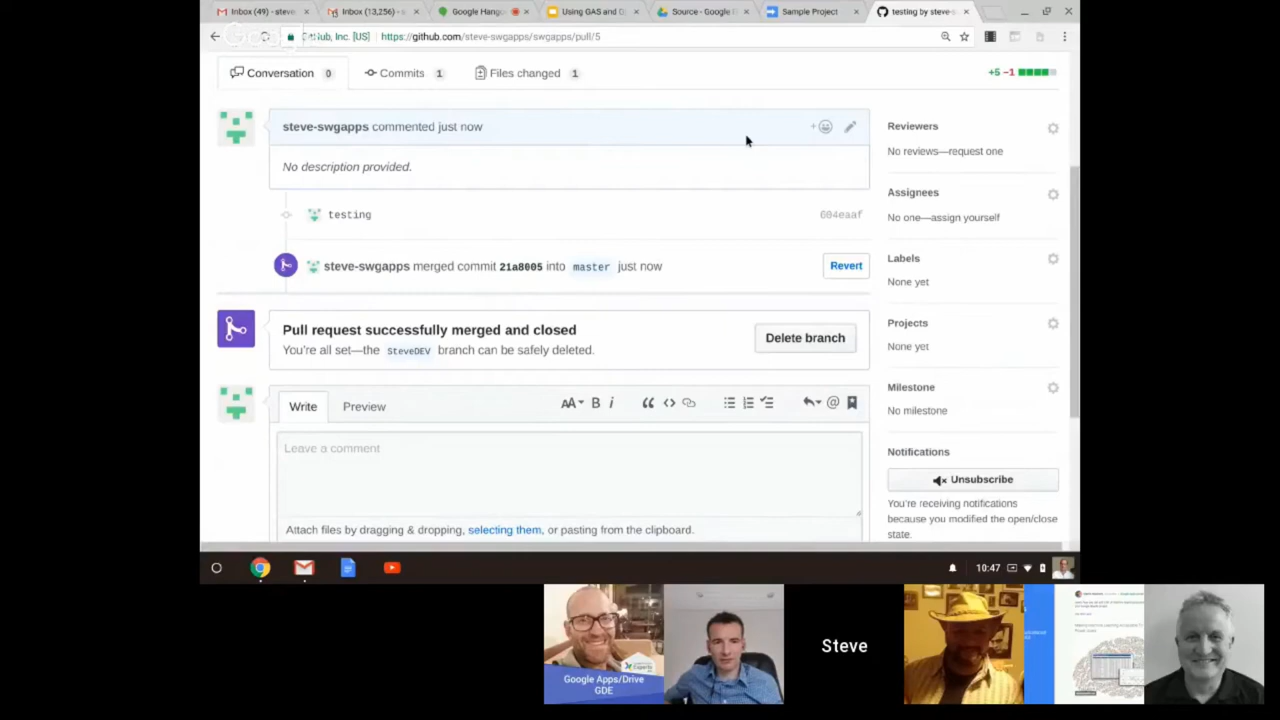 Inbox (49) - steve
Inbox (13,256) -
Google Hang
Using GAS and
Source - Google
Sample Project
testing by steve-s
GitHub, Inc. [US]
https://github.com/steve-swgapps/swgapps/pull/5
Conversation 0
Commits 1
Files changed 1
+5 −1
steve-swgapps commented just now
No description provided.
testing
604eaaf
steve-swgapps merged commit 21a8005 into master just now
Revert
Pull request successfully merged and closed
You're all set—the SteveDEV branch can be safely deleted.
Delete branch
Write
Preview
AA B i
Leave a comment
Attach files by dragging & dropping, selecting them, or pasting from the clipboard.
Reviewers
No reviews—request one
Assignees
No one—assign yourself
Labels
None yet
Projects
None yet
Milestone
No milestone
Notifications
Unsubscribe
You're receiving notifications
because you modified the open/close
state.
10:47
Experts
Google Apps/Drive
GDE
Steve